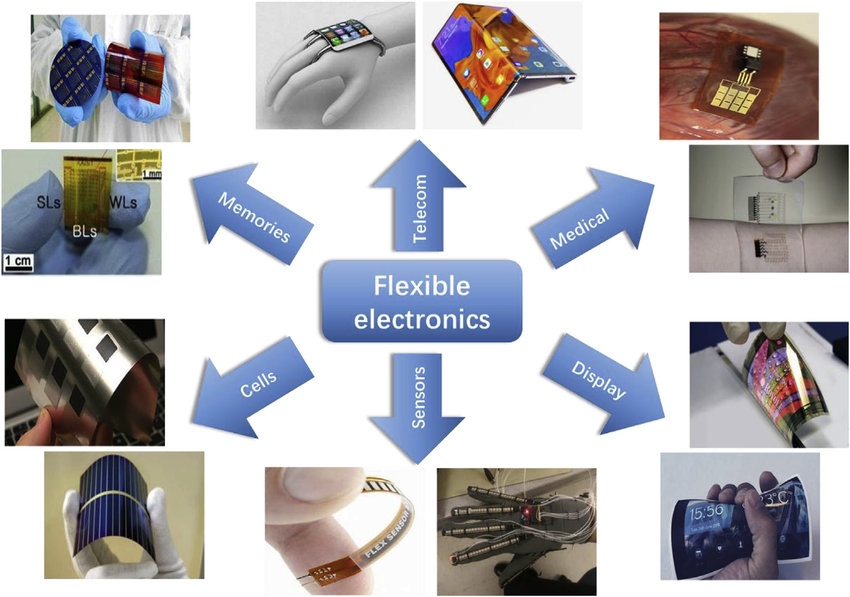 Flexible
electronics
Memories
Telecom
Medical
Cells
Sensors
Display
SLs
WLs
BLs
1 mm
1 cm
FLEX SENSOR
15:56
3°C